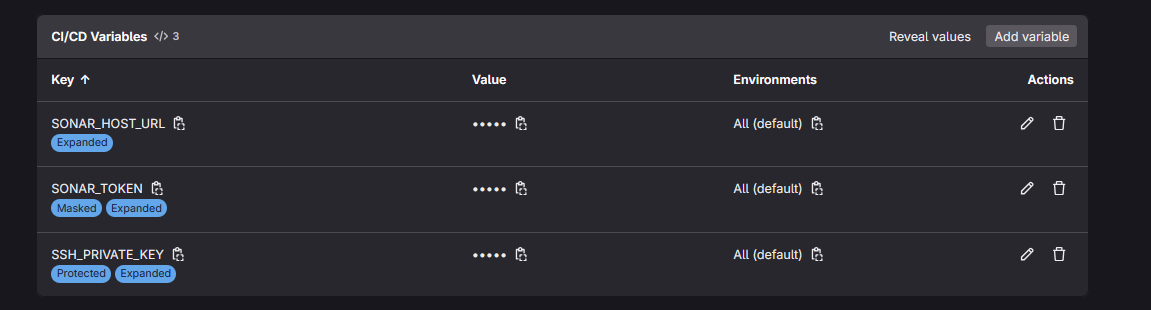 CI/CD Variables </> 3 Reveal values Add variable
Key ↑ Value Environments Actions
SONAR_HOST_URL ••••• All (default)
Expanded
SONAR_TOKEN ••••• All (default)
Masked Expanded
SSH_PRIVATE_KEY ••••• All (default)
Protected Expanded